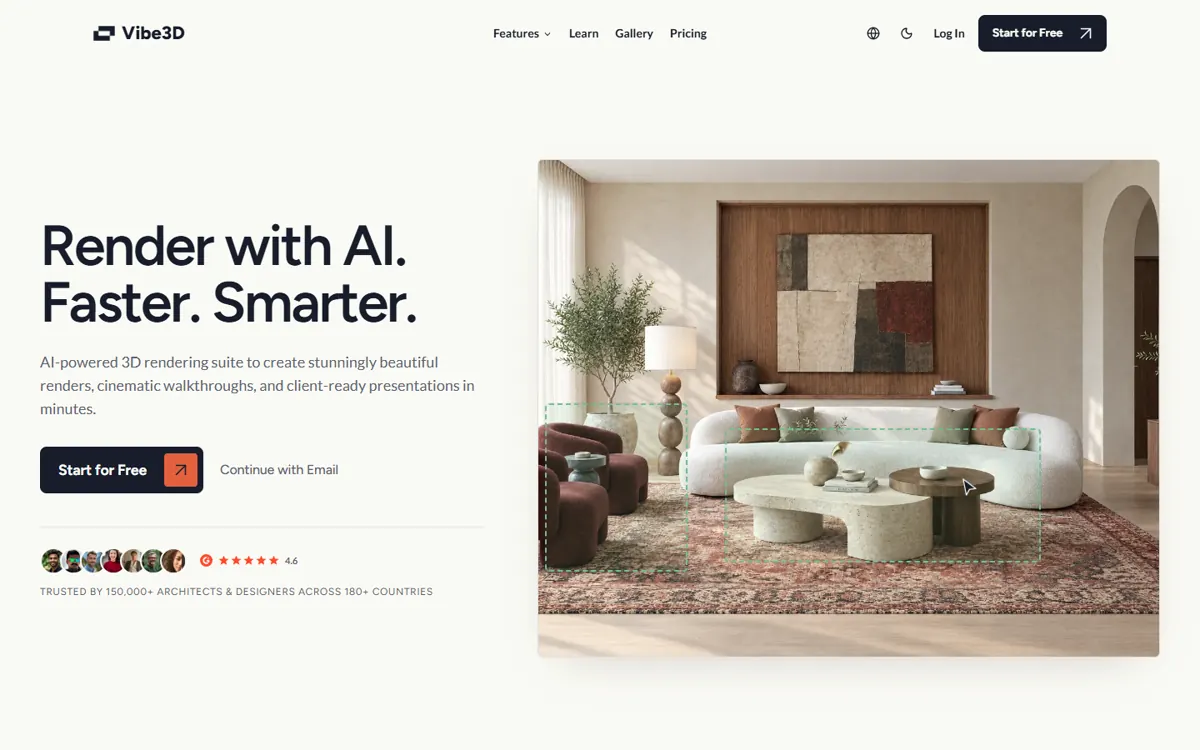 Vibe3D
Features
Learn
Gallery
Pricing
Log In
Start for Free
Render with AI.
Faster. Smarter.
AI-powered 3D rendering suite to create stunningly beautiful
renders, cinematic walkthroughs, and client-ready presentations in
minutes.
Start for Free
Continue with Email
4.6
TRUSTED BY 150,000+ ARCHITECTS & DESIGNERS ACROSS 180+ COUNTRIES